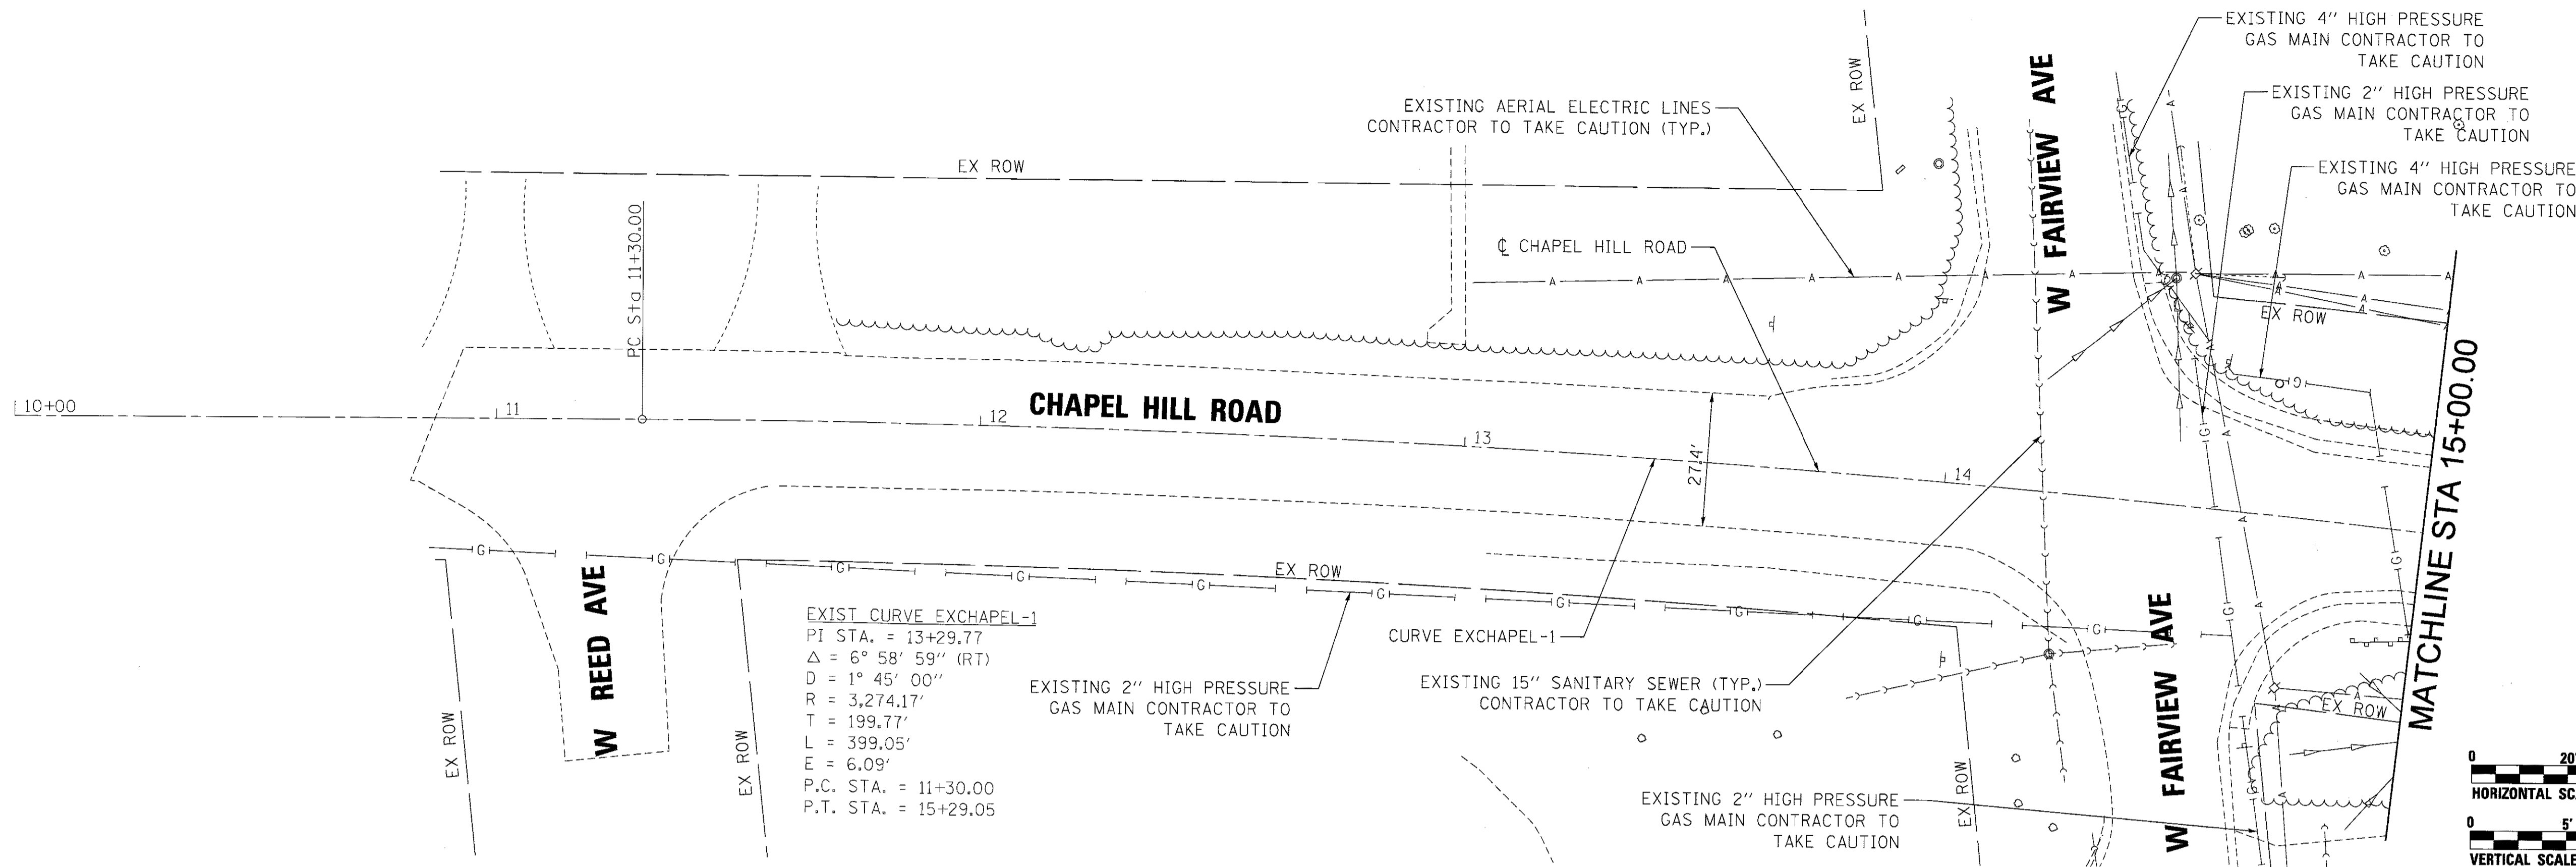 EXISTING 4" HIGH PRESSURE
GAS MAIN CONTRACTOR TO
TAKE CAUTION
EXISTING 2" HIGH PRESSURE
GAS MAIN CONTRACTOR TO
TAKE CAUTION
EXISTING 4" HIGH PRESSURE
GAS MAIN CONTRACTOR TO
TAKE CAUTION
EXISTING AERIAL ELECTRIC LINES
CONTRACTOR TO TAKE CAUTION (TYP.)
EX ROW
W FAIRVIEW AVE
EX ROW
PC Sta 11+30.00
℄ CHAPEL HILL ROAD
EX ROW
10+00
11
12
CHAPEL HILL ROAD
13
27.4'
14
MATCHLINE STA 15+00.00
W REED AVE
EX ROW
EX ROW
EX ROW
EXIST CURVE EXCHAPEL-1
PI STA. = 13+29.77
Δ = 6° 58' 59" (RT)
D = 1° 45' 00"
R = 3,274.17'
T = 199.77'
L = 399.05'
E = 6.09'
P.C. STA. = 11+30.00
P.T. STA. = 15+29.05
EXISTING 2" HIGH PRESSURE
GAS MAIN CONTRACTOR TO
TAKE CAUTION
CURVE EXCHAPEL-1
EXISTING 15" SANITARY SEWER (TYP.)
CONTRACTOR TO TAKE CAUTION
W FAIRVIEW AVE
EX ROW
EX ROW
EXISTING 2" HIGH PRESSURE
GAS MAIN CONTRACTOR TO
TAKE CAUTION
0 20'
HORIZONTAL
0 5'
VERTICAL SCALE